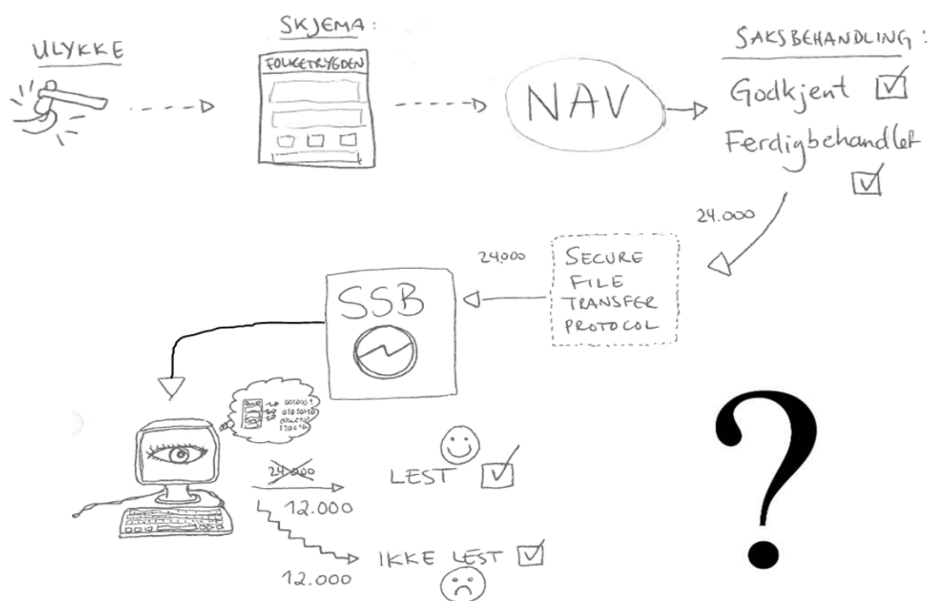 ULYKKE
SKJEMA:
FOLKETRYGDEN
NAV
SAKSBEHANDLING:
Godkjent
Ferdigbehandlet
24.000
SECURE
FILE
TRANSFER
PROTOCOL
24.000
SSB
24.000
12.000
LEST
12.000
IKKE LEST
?